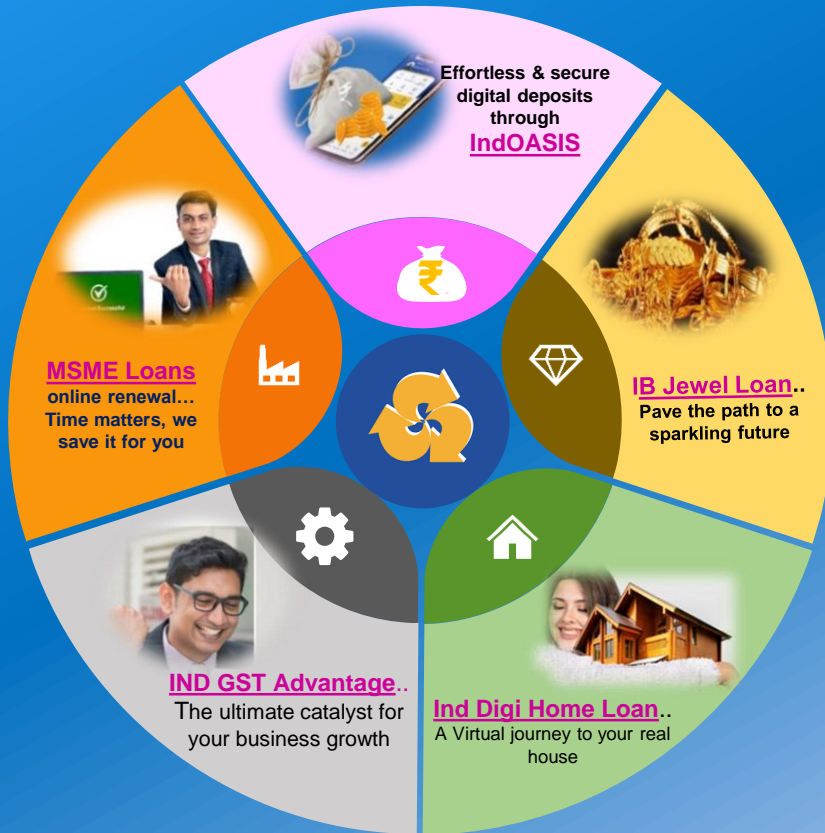 Effortless & secure
digital deposits
through
IndOASIS
IB Jewel Loan..
Pave the path to a
sparkling future
Ind Digi Home Loan..
A Virtual journey to your real
house
IND GST Advantage..
The ultimate catalyst for
your business growth
MSME Loans
online renewal...
Time matters, we
save it for you
₹